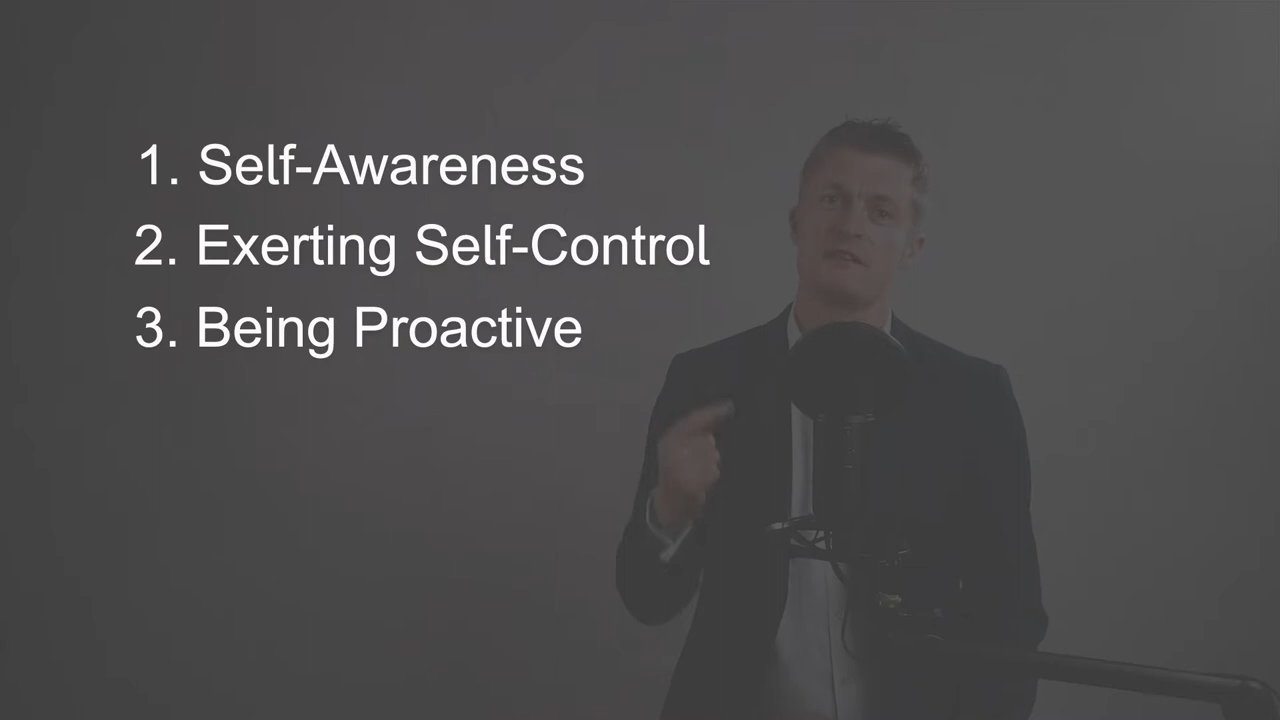 1. Self-Awareness
2. Exerting Self-Control
3. Being Proactive